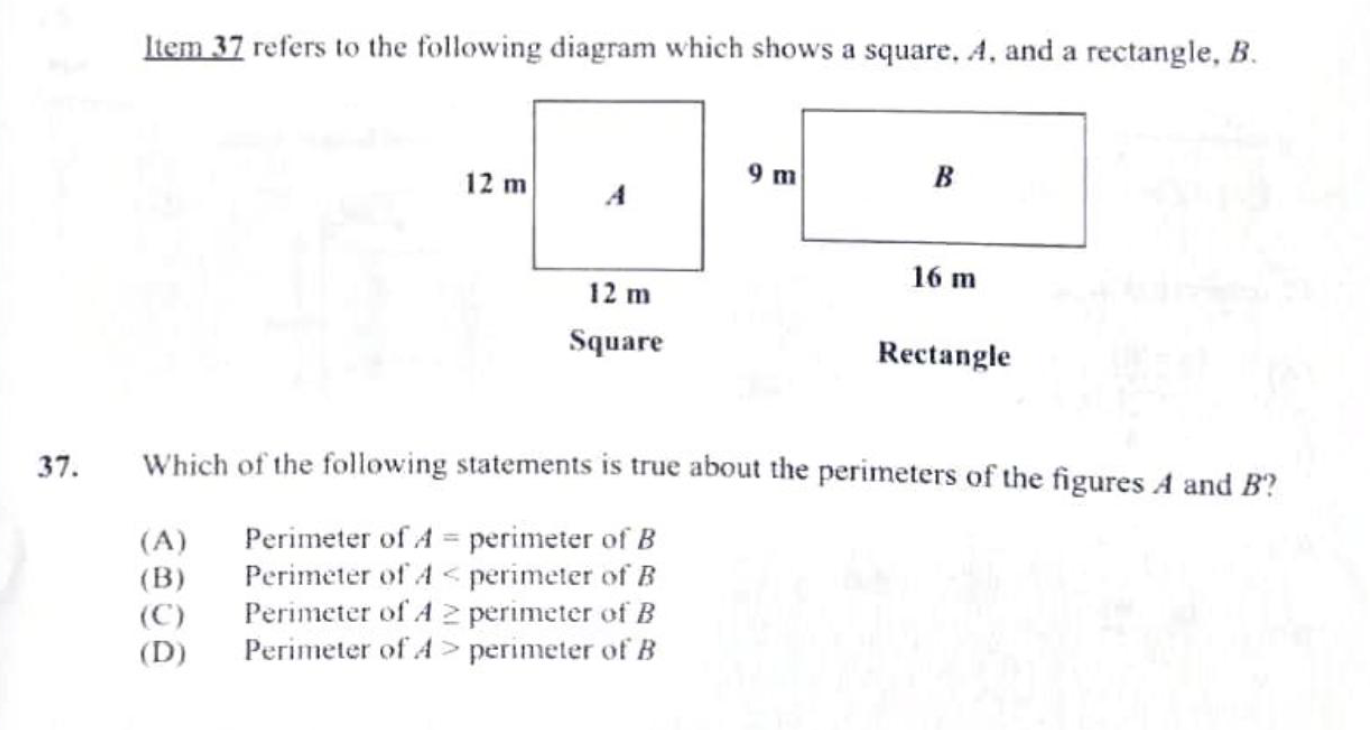 Item 37 refers to the following diagram which shows a square, A, and a rectangle, B.
12 m
A
9 m
B
12 m
16 m
Square
Rectangle
37. Which of the following statements is true about the perimeters of the figures A and B?
(A) Perimeter of A = perimeter of B
(B) Perimeter of A < perimeter of B
(C) Perimeter of A ≥ perimeter of B
(D) Perimeter of A > perimeter of B